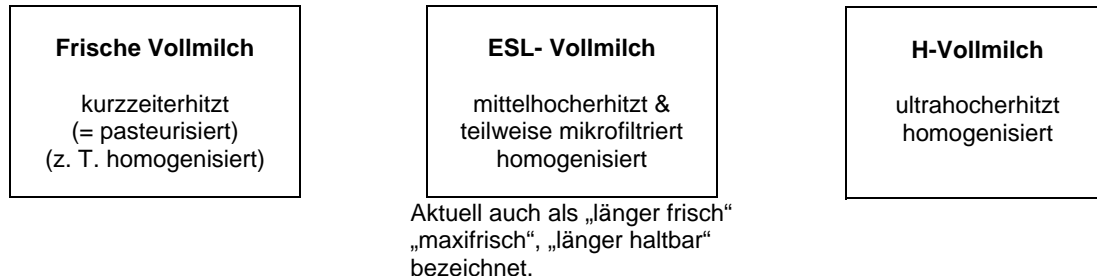 Frische Vollmilch
kurzzeiterhitzt
(= pasteurisiert)
(z. T. homogenisiert)
ESL- Vollmilch
mittelhocherhitzt &
teilweise mikrofiltriert
homogenisiert
Aktuell auch als „länger frisch“
„maxifrisch“, „länger haltbar“
bezeichnet.
H-Vollmilch
ultrahocherhitzt
homogenisiert